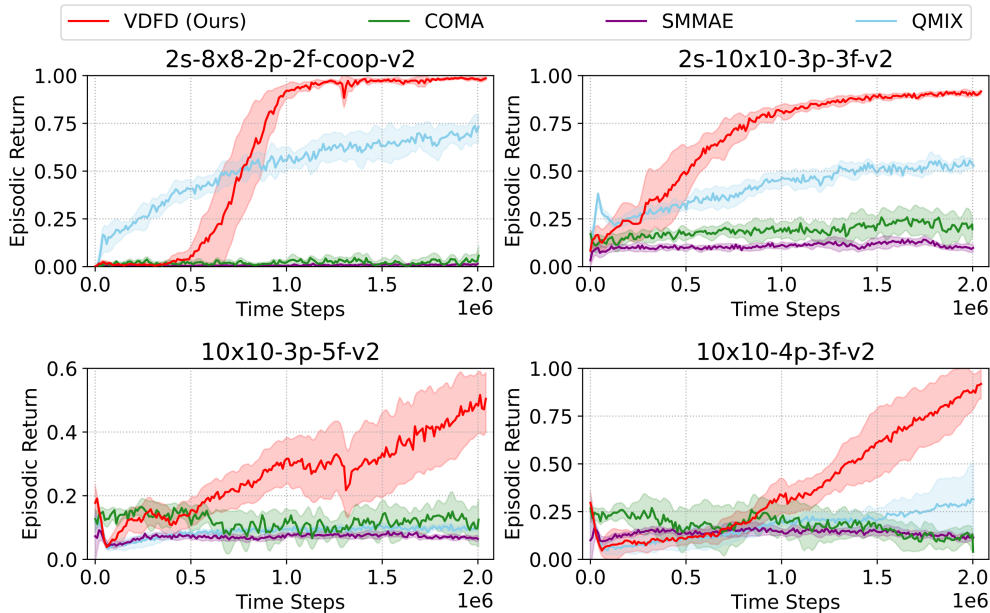 VDFD (Ours) COMA SMMAE QMIX
2s-8x8-2p-2f-coop-v2
Episodic Return
1.00
0.75
0.50
0.25
0.00
0.0 0.5 1.0 1.5 2.0
Time Steps
1e6
2s-10x10-3p-3f-v2
Episodic Return
1.00
0.75
0.50
0.25
0.00
0.0 0.5 1.0 1.5 2.0
Time Steps
1e6
10x10-3p-5f-v2
Episodic Return
0.6
0.4
0.2
0.0
0.0 0.5 1.0 1.5 2.0
Time Steps
1e6
10x10-4p-3f-v2
Episodic Return
1.00
0.75
0.50
0.25
0.00
0.0 0.5 1.0 1.5 2.0
Time Steps
1e6